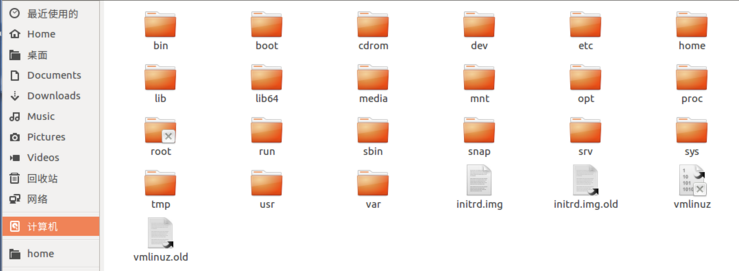 最近使用的
Home
桌面
Documents
Downloads
Music
Pictures
Videos
回收站
网络
计算机
home
bin boot cdrom dev etc home
lib lib64 media mnt opt proc
root run sbin snap srv sys
tmp usr var initrd.img initrd.img.old vmlinuz
vmlinuz.old